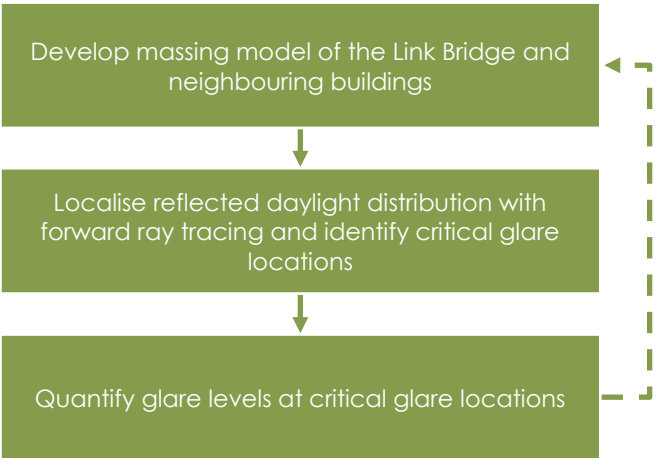 Develop massing model of the Link Bridge and
neighbouring buildings
Localise reflected daylight distribution with
forward ray tracing and identify critical glare
locations
Quantify glare levels at critical glare locations